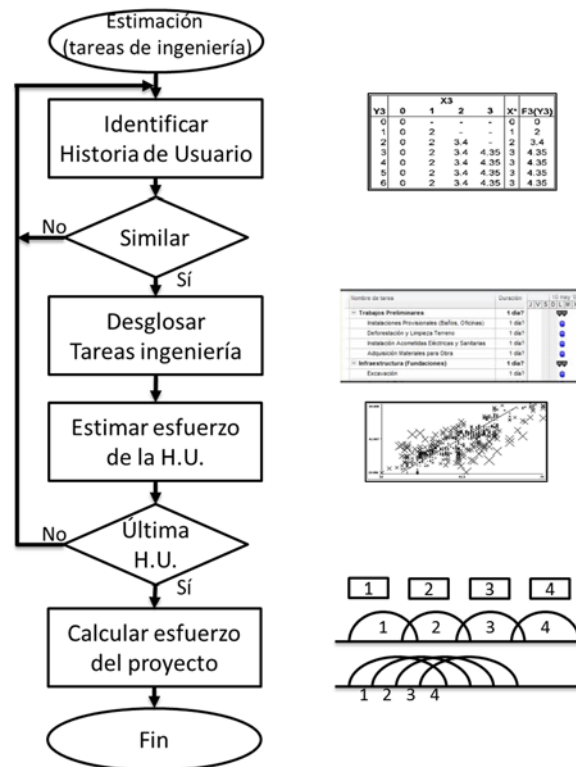 Estimación
(tareas de ingeniería)
Identificar
Historia de Usuario
No
Similar
Sí
Desglosar
Tareas ingeniería
Estimar esfuerzo
de la H.U.
No
Última
H.U.
Sí
Calcular esfuerzo
del proyecto
Fin
X3
Y3 0 1 2 3 X* F3(Y3)
0 0 - - - 0 0
1 0 2 - - 1 2
2 0 2 3.4 - 2 3.4
3 0 2 3.4 4.35 3 4.35
4 0 2 3.4 4.35 3 4.35
5 0 2 3.4 4.35 3 4.35
6 0 2 3.4 4.35 3 4.35
Nombre de tarea Duración
J V S D L M
Trabajos Preliminares 1 día?
Instalaciones Provisionales (Baños, Oficinas) 1 día?
Deforestación y Limpieza Terreno 1 día?
Instalación Acometidas Eléctricas y Sanitarias 1 día?
Adquisición Materiales para Obra 1 día?
Infraestructura (Fundaciones) 1 día?
Excavación 1 día?
1 2 3 4
1 2 3 4
1 2 3 4